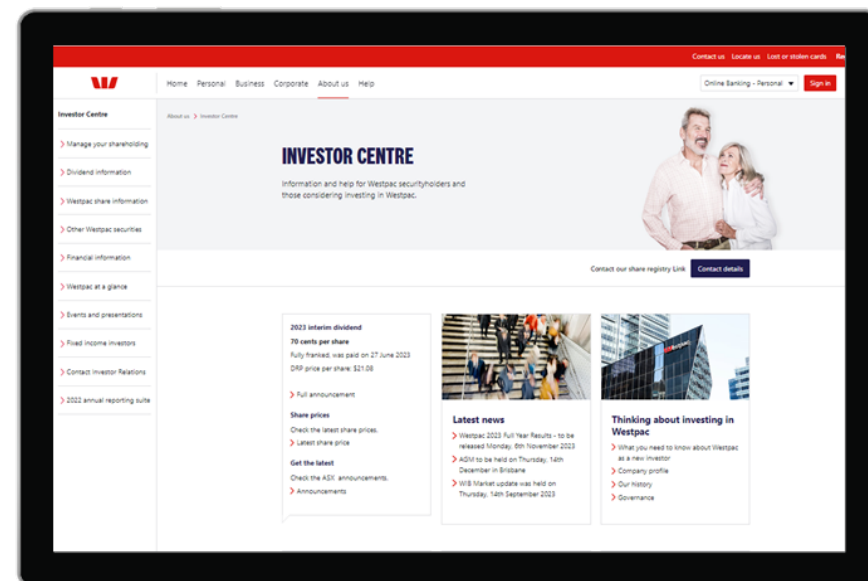 Contact us Locate us Lost or stolen cards
Home Personal Business Corporate About us Help
Online Banking - Personal
Sign in
Investor Centre
Manage your shareholding
Dividend information
Westpac share information
Other Westpac securities
Financial information
Westpac at a glance
Events and presentations
Fixed income investors
Contact Investor Relations
2022 annual reporting suite
About us Investor Centre
INVESTOR CENTRE
Information and help for Westpac securityholders and
those considering investing in Westpac.
Contact our share registry Link
Contact details
2023 interim dividend
70 cents per share
Fully franked, was paid on 27 June 2023
DRP price per share: $21.08
Full announcement
Share prices
Check the latest share prices.
Latest share price
Get the latest
Check the ASX announcements.
Announcements
Latest news
Westpac 2023 Full Year Results - to be
released Monday, 6th November 2023
AGM to be held on Thursday, 14th
December in Brisbane
WIB Market update was held on
Thursday, 14th September 2023
Westpac
Thinking about investing in
Westpac
What you need to know about Westpac
as a new investor
Company profile
Our history
Governance